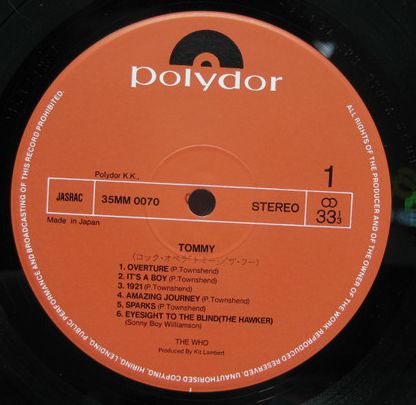 polydor
Polydor K.K.,
1
JASRAC
35MM 0070
STEREO
33 1/3
Made in Japan
TOMMY
(ロック・オペラ“トミー”/ザ・フー)
1. OVERTURE (P.Townshend)
2. IT'S A BOY (P.Townshend)
3. 1921 (P.Townshend)
4. AMAZING JOURNEY (P.Townshend)
5. SPARKS (P.Townshend)
6. EYESIGHT TO THE BLIND(THE HAWKER)
(Sonny Boy Williamson)
THE WHO
Produced By Kit Lambert
ALL RIGHTS OF THE PRODUCER AND OF THE OWNER OF THE WORK REPRODUCED RESERVED. UNAUTHORISED COPYING, HIRING, LENDING, PUBLIC PERFORMANCE AND BROADCASTING OF THIS RECORD PROHIBITED.